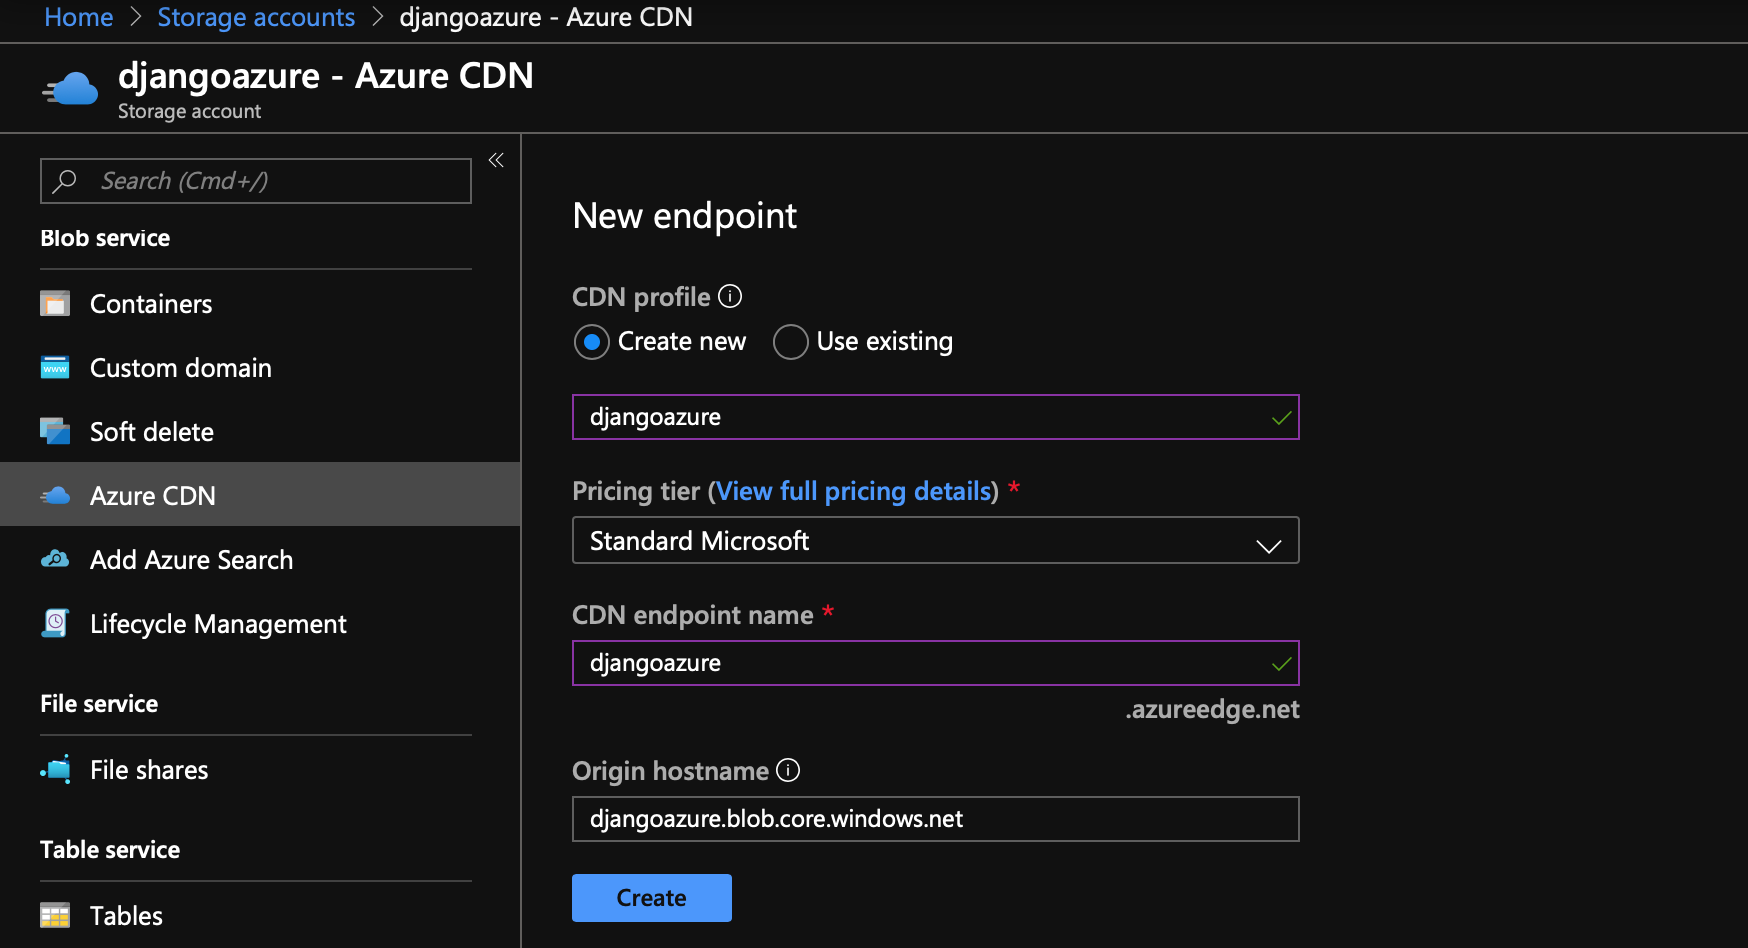 Home > Storage accounts > djangoazure - Azure CDN
djangoazure - Azure CDN
Storage account
Search (Cmd+/)
Blob service
Containers
Custom domain
Soft delete
Azure CDN
Add Azure Search
Lifecycle Management
File service
File shares
Table service
Tables
New endpoint
CDN profile
Create new Use existing
djangoazure
Pricing tier (View full pricing details) *
Standard Microsoft
CDN endpoint name *
djangoazure
.azureedge.net
Origin hostname
djangoazure.blob.core.windows.net
Create